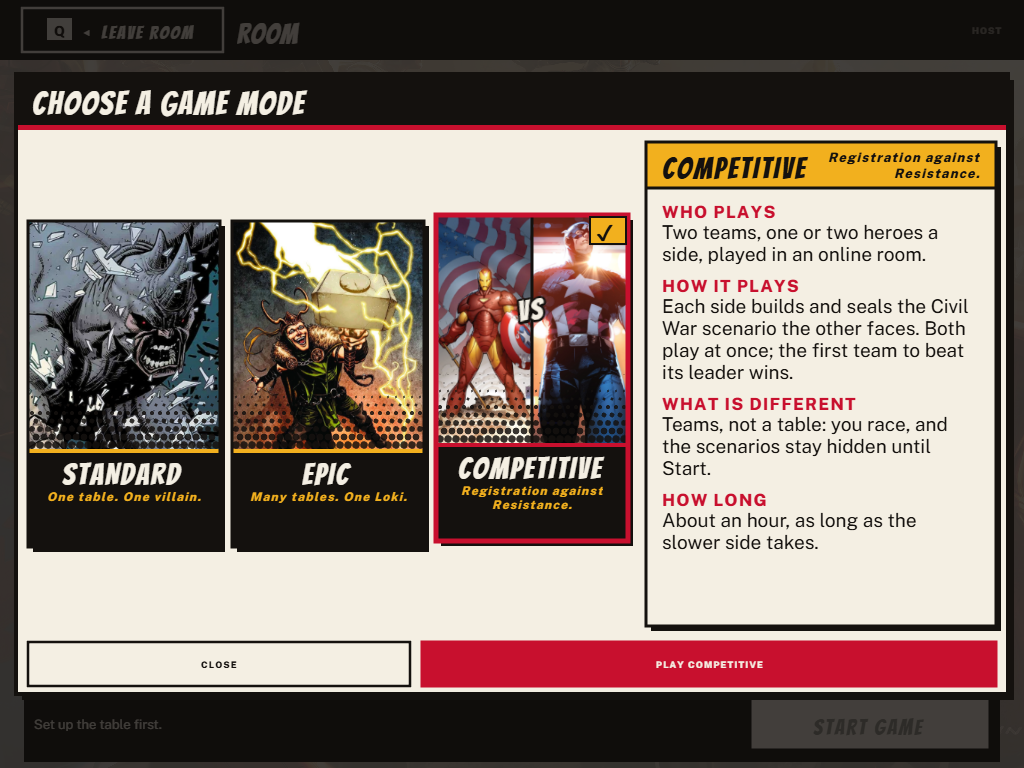 Q ◂ LEAVE ROOM
ROOM
HOST
CHOOSE A GAME MODE
STANDARD
One table. One villain.
EPIC
Many tables. One Loki.
VS
✓
COMPETITIVE
Registration against
Resistance.
COMPETITIVE
Registration against
Resistance.
WHO PLAYS
Two teams, one or two heroes a
side, played in an online room.
HOW IT PLAYS
Each side builds and seals the Civil
War scenario the other faces. Both
play at once; the first team to beat
its leader wins.
WHAT IS DIFFERENT
Teams, not a table: you race, and
the scenarios stay hidden until
Start.
HOW LONG
About an hour, as long as the
slower side takes.
CLOSE
PLAY COMPETITIVE
Set up the table first.
START GAME